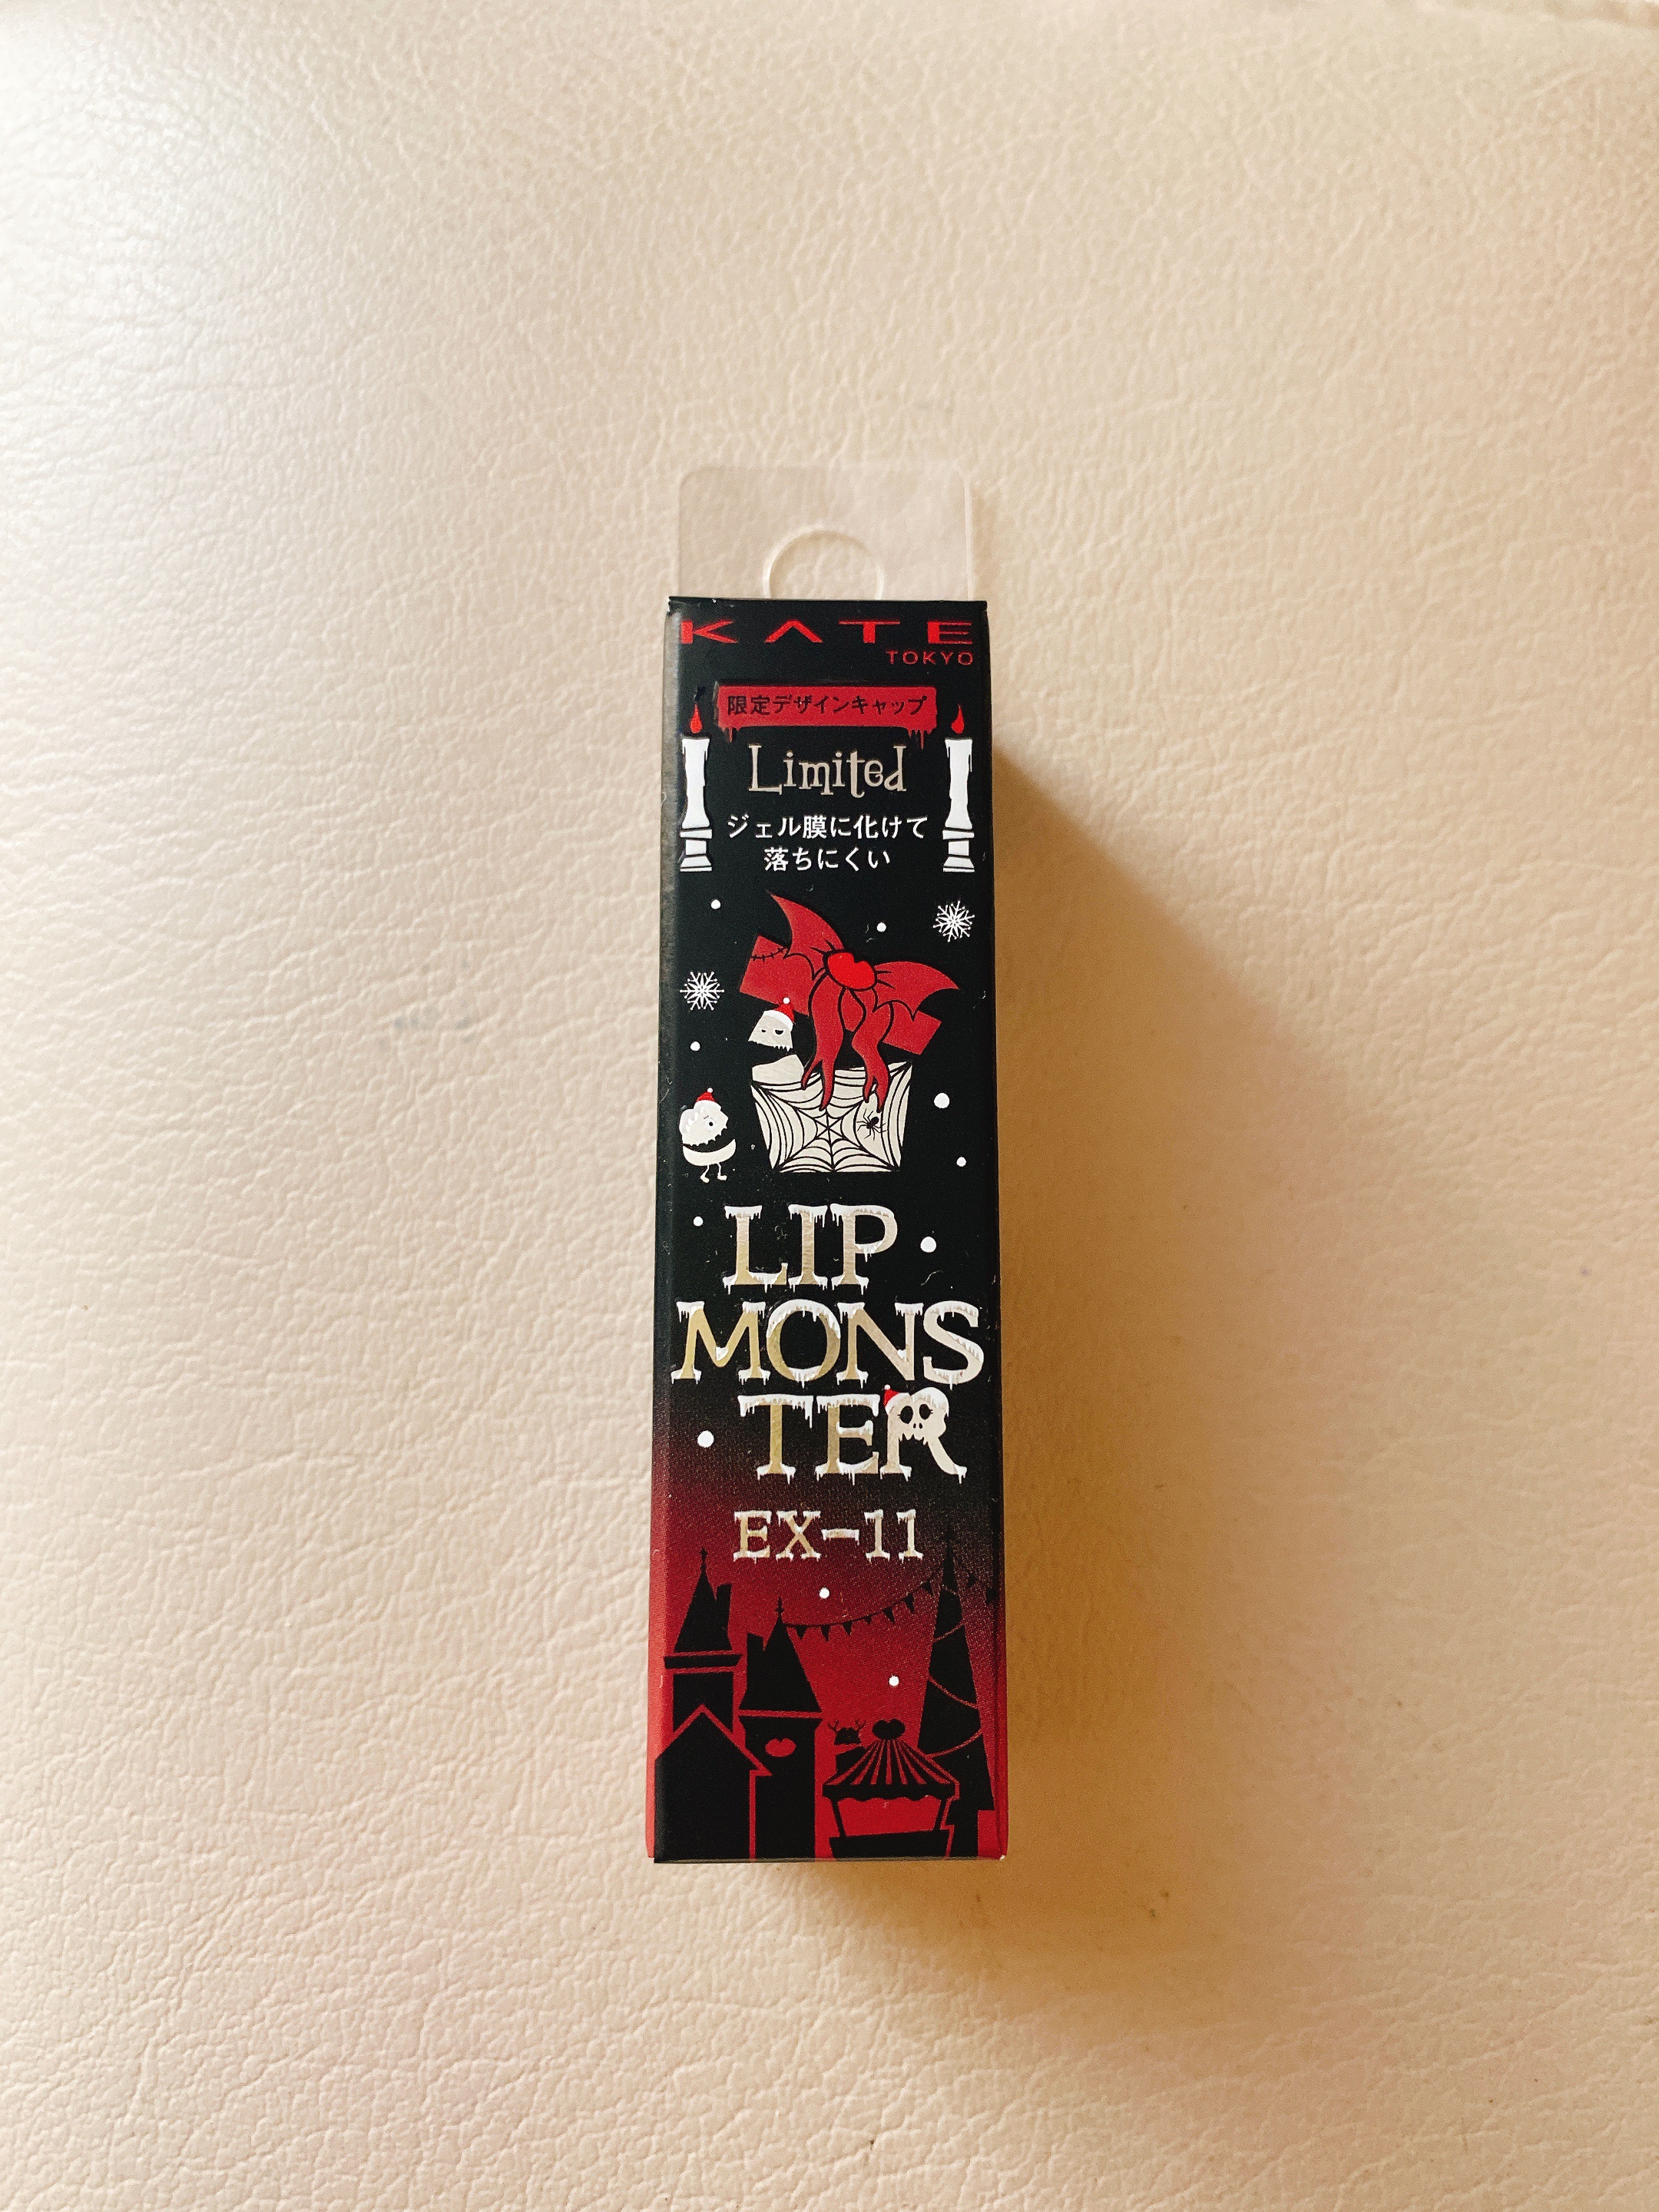 KATE
TOKYO
限定デザインキャップ
Limited
ジェル膜に化けて
落ちにくい
LIP
MONS
TER
EX-11